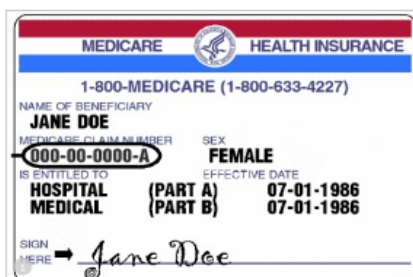 MEDICARE HEALTH INSURANCE
1-800-MEDICARE (1-800-633-4227)
NAME OF BENEFICIARY
JANE DOE
MEDICARE CLAIM NUMBER SEX
000-00-0000-A FEMALE
IS ENTITLED TO EFFECTIVE DATE
HOSPITAL (PART A) 07-01-1986
MEDICAL (PART B) 07-01-1986
SIGN
HERE Jane Doe